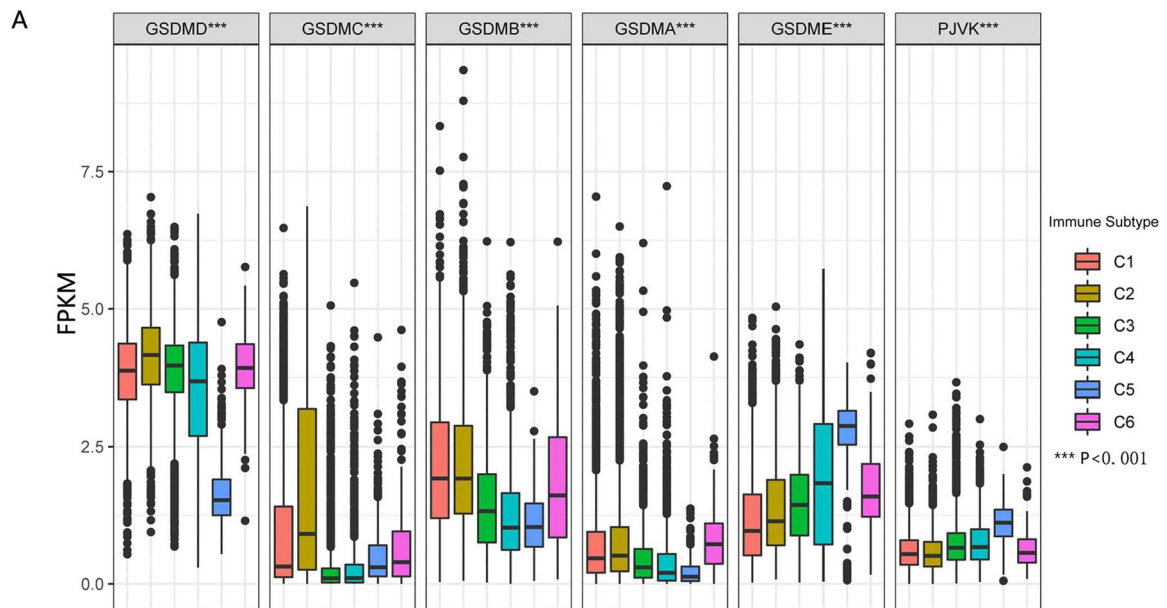 A
GSDMD*** GSDMC*** GSDMB*** GSDMA*** GSDME*** PJVK***
7.5
5.0
2.5
0.0
FPKM
Immune Subtype
C1
C2
C3
C4
C5
C6
*** P<0.001